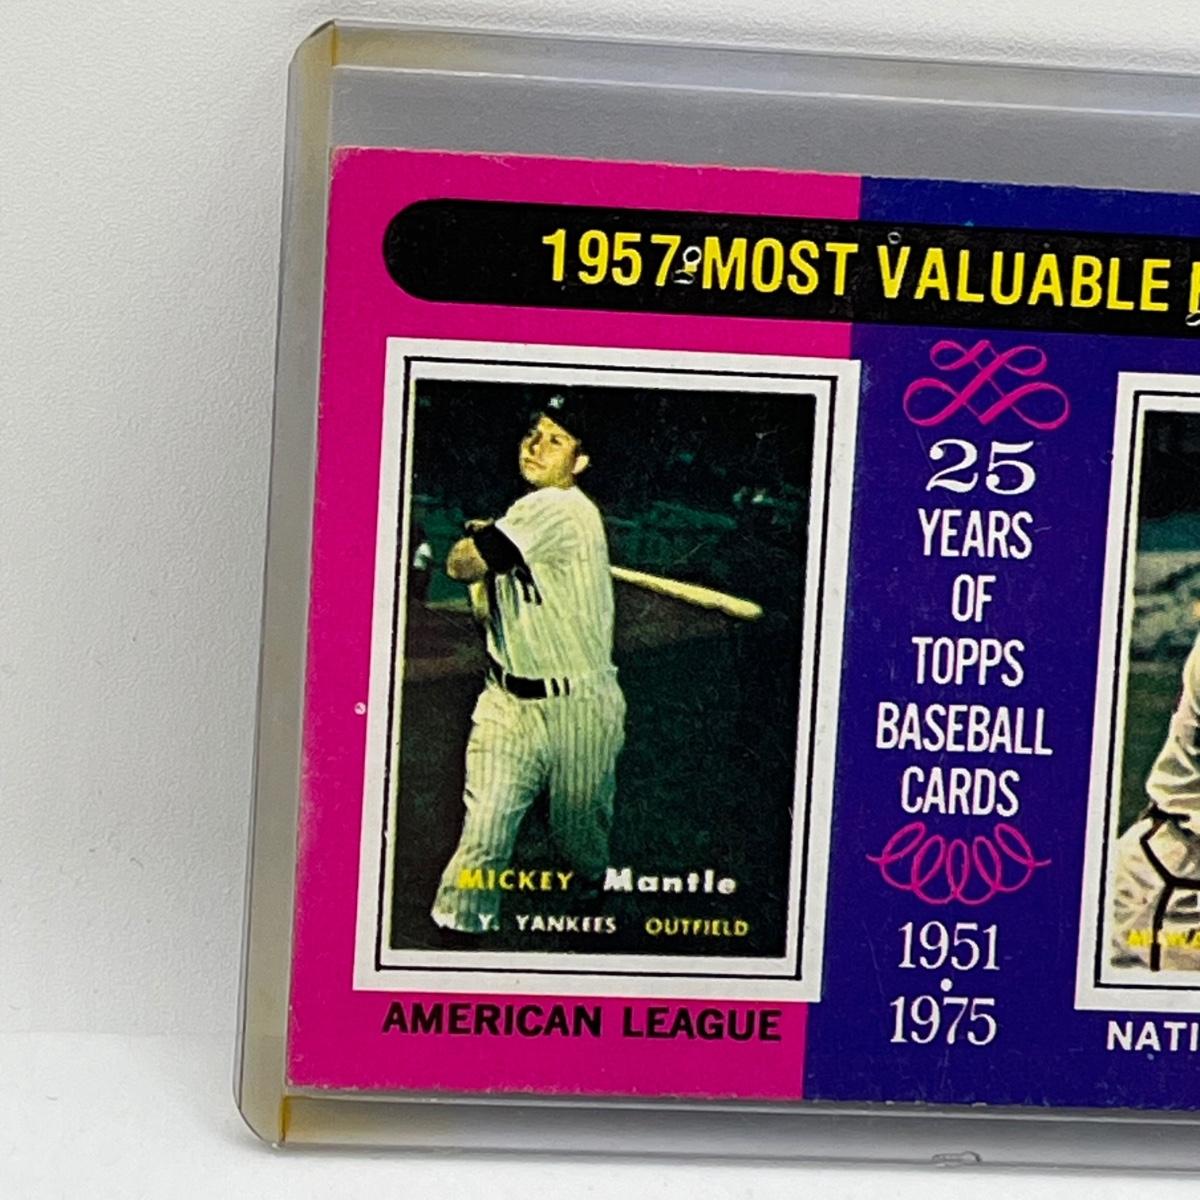 1957 MOST VALUABLE
25
YEARS
OF
TOPPS
BASEBALL
CARDS
1951
1975
MICKEY Mantle
N. Y. YANKEES OUTFIELD
AMERICAN LEAGUE
NATI